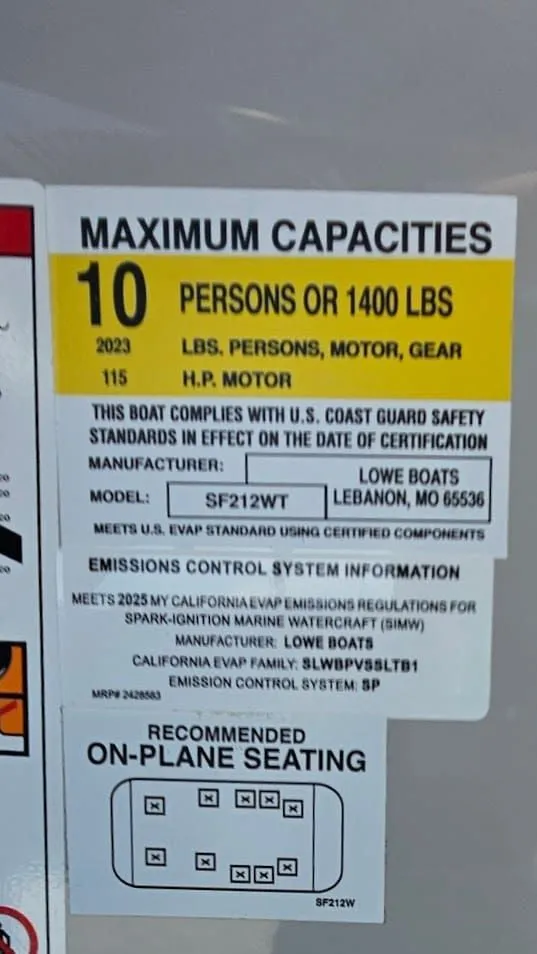 MAXIMUM CAPACITIES
10 PERSONS OR 1400 LBS
2023 LBS. PERSONS, MOTOR, GEAR
115 H.P. MOTOR
THIS BOAT COMPLIES WITH U.S. COAST GUARD SAFETY
STANDARDS IN EFFECT ON THE DATE OF CERTIFICATION
MANUFACTURER: LOWE BOATS
MODEL: SF212WT LEBANON, MO 65536
MEETS U.S. EVAP STANDARD USING CERTIFIED COMPONENTS
EMISSIONS CONTROL SYSTEM INFORMATION
MEETS 2025 MY CALIFORNIA EVAP EMISSIONS REGULATIONS FOR
SPARK-IGNITION MARINE WATERCRAFT (SIMW)
MANUFACTURER: LOWE BOATS
CALIFORNIA EVAP FAMILY: SLWBPVSSLTB1
EMISSION CONTROL SYSTEM: SP
MRP# 2428583
RECOMMENDED
ON-PLANE SEATING
SF212W